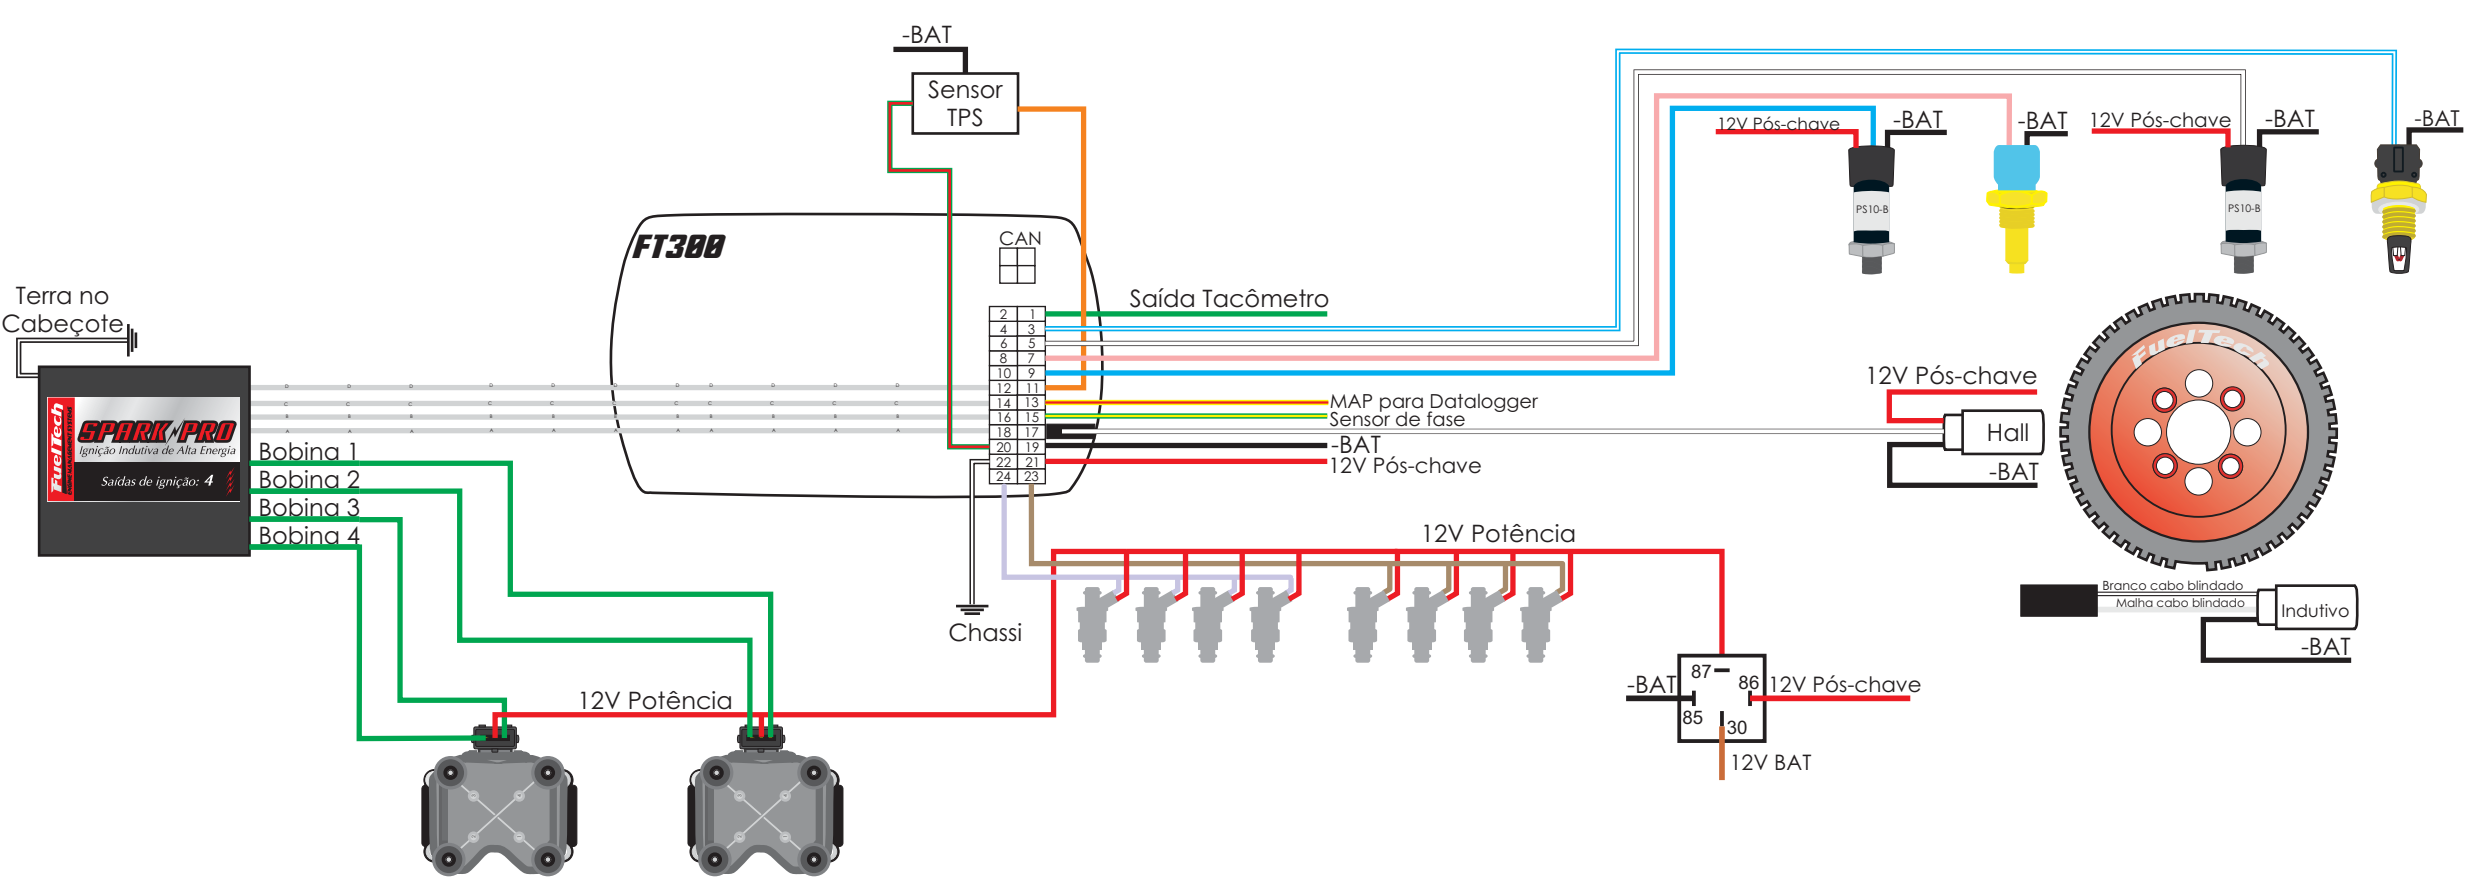 -BAT
Sensor
TPS
12V Pós-chave
-BAT
-BAT
12V Pós-chave
-BAT
-BAT
PS10-B
PS10-B
FT300
CAN
Terra no
Cabeçote
Saída Tacômetro
2 1
4 3
6 5
8 7
10 9
12 11
14 13
16 15
18 17
20 19
22 21
24 23
D D D D D D D D D D
C C C C C C C C C C
B B B B B B B B B B
A A A A A A A A A A
MAP para Datalogger
Sensor de fase
-BAT
12V Pós-chave
FuelTech
SPARK PRO
Ignição Indutiva de Alta Energia
Saídas de ignição: 4
Bobina 1
Bobina 2
Bobina 3
Bobina 4
FuelTech
12V Pós-chave
Hall
-BAT
Chassi
12V Potência
12V Potência
Branco cabo blindado
Malha cabo blindado
Indutivo
-BAT
87
86
85
30
-BAT
12V Pós-chave
12V BAT